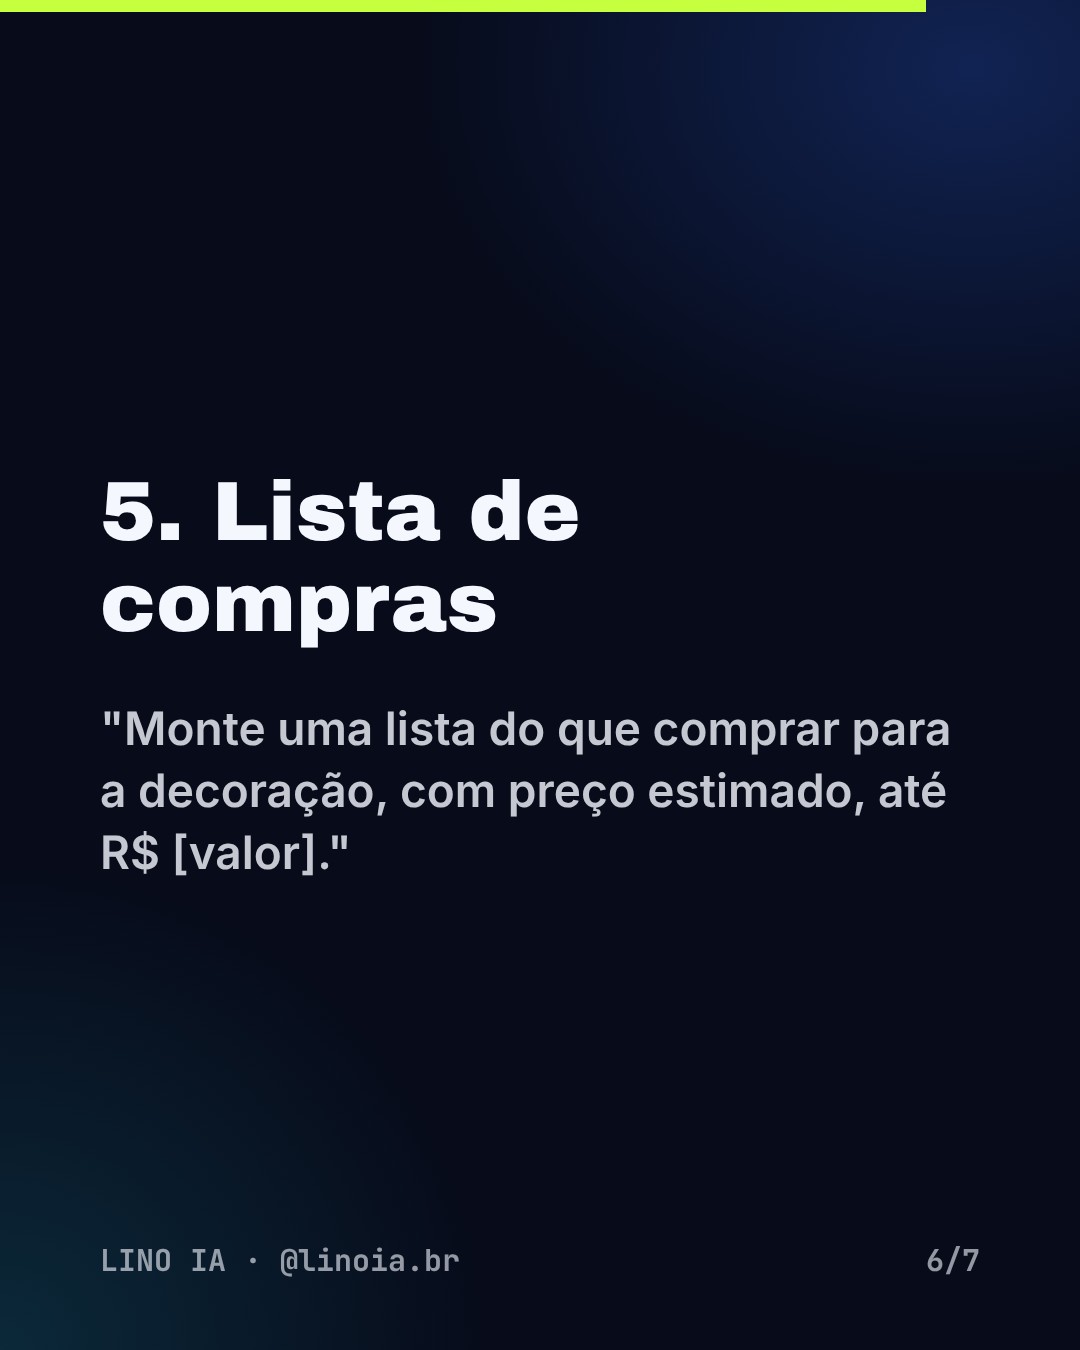 5. Lista de
compras
"Monte uma lista do que comprar para
a decoração, com preço estimado, até
R$ [valor]."
LINO IA · @linoia.br
6/7